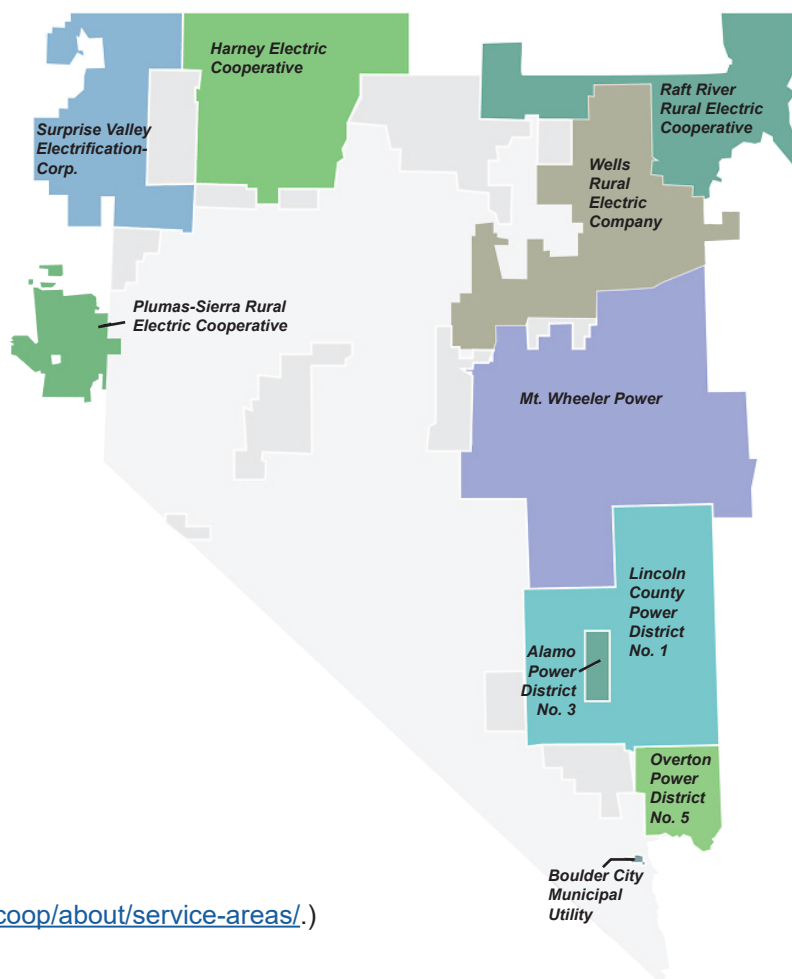 Harney Electric
Cooperative
Raft River
Rural Electric
Cooperative
Surprise Valley
Electrification-
Corp.
Wells
Rural
Electric
Company
Plumas-Sierra Rural
Electric Cooperative
Mt. Wheeler Power
Lincoln
County
Power
District
No. 1
Alamo
Power
District
No. 3
Overton
Power
District
No. 5
Boulder City
Municipal
Utility
coop/about/service-areas/.)